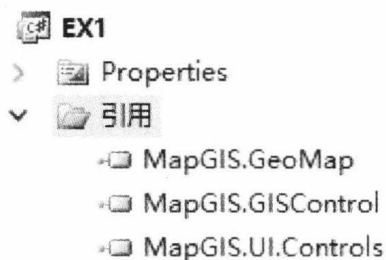 EX1
Properties
引用
MapGIS.GeoMap
MapGIS.GISControl
MapGIS.UI.Controls